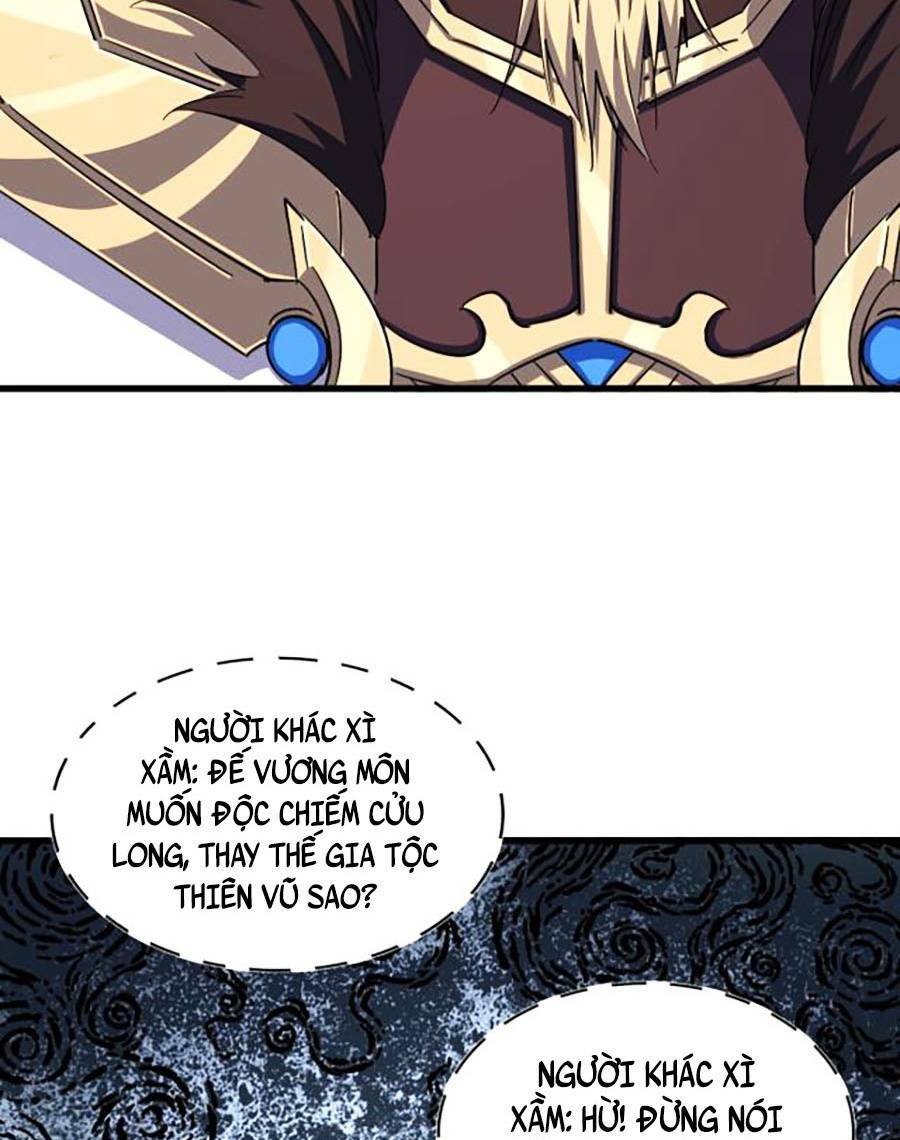 NGƯỜI KHÁC XÌ
XẦM: ĐẾ VƯƠNG MÔN
MUỐN ĐỘC CHIẾM CỬU
LONG, THAY THẾ GIA TỘC
THIÊN VŨ SAO?
NGƯỜI KHÁC XÌ
XẦM: HỪ! ĐỪNG NÓI